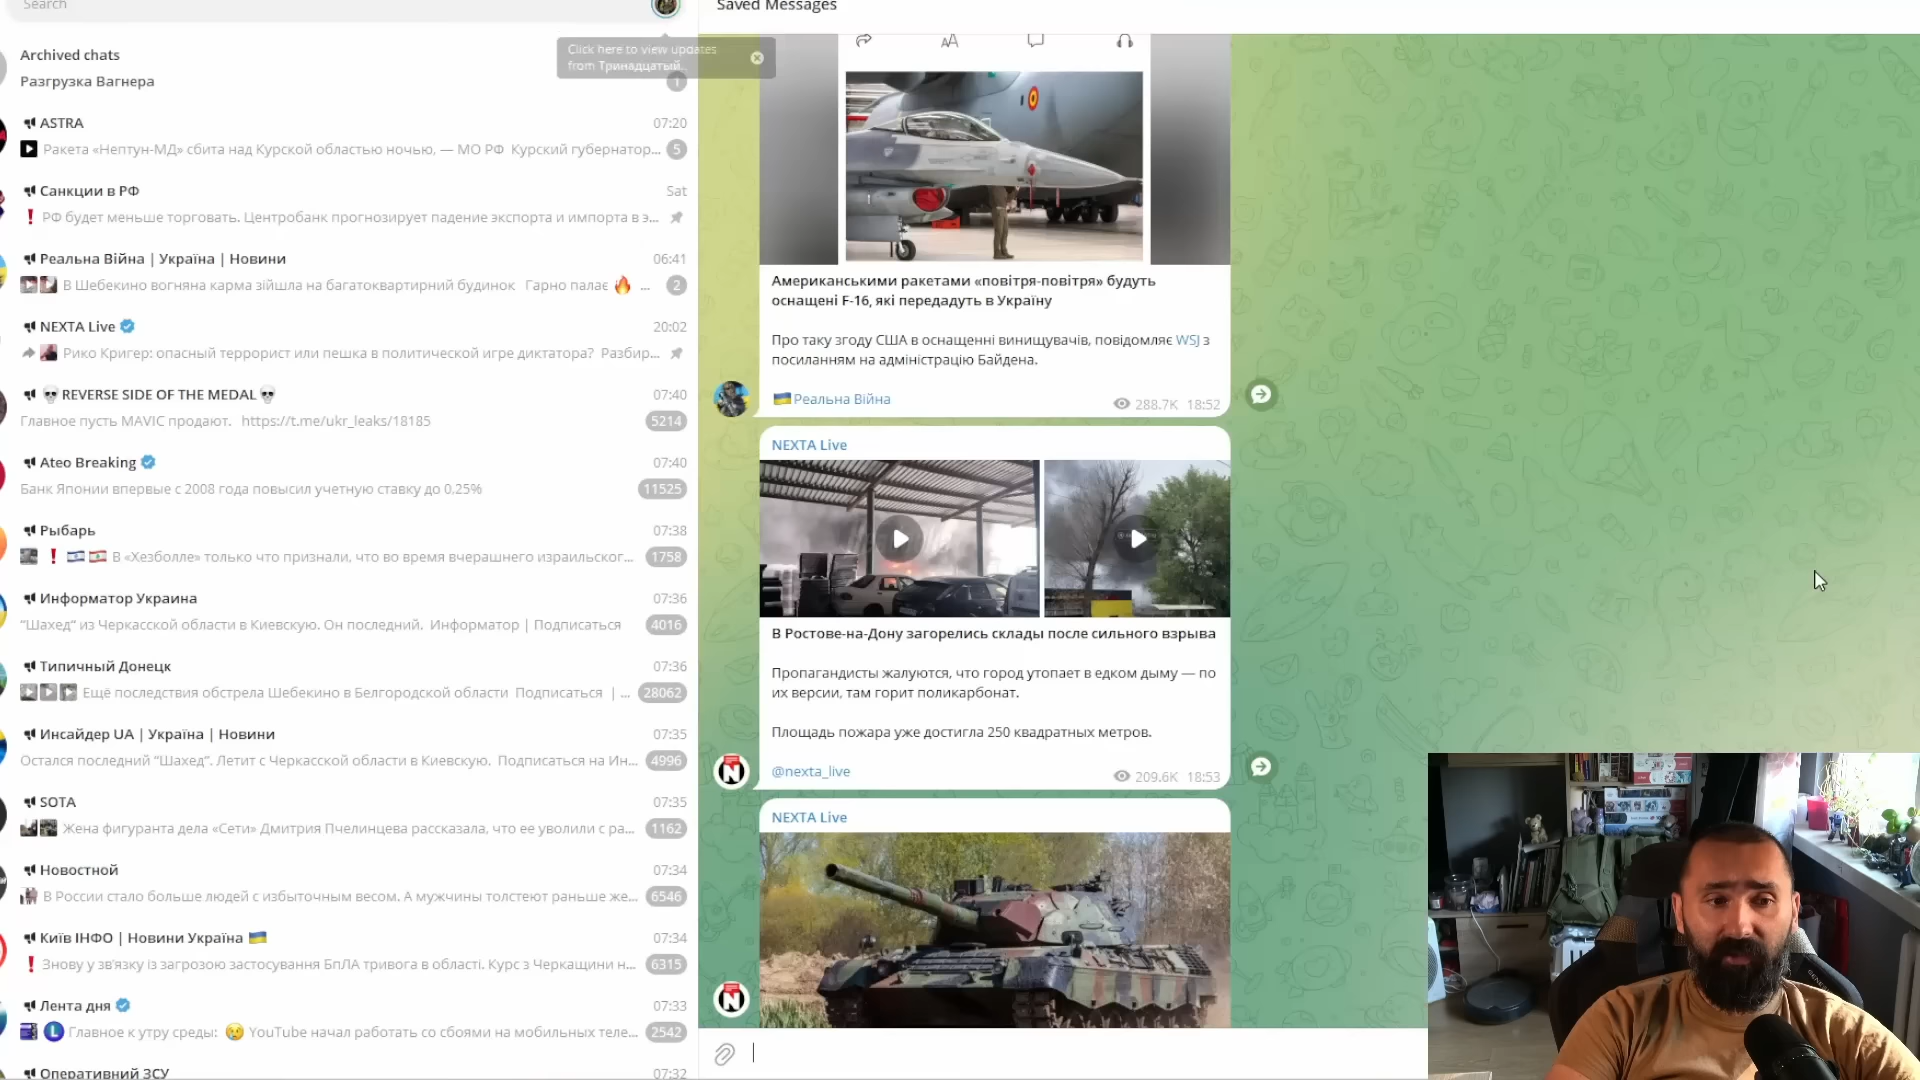 Search
Click here to view updates
from Тринадцатый.
Archived chats
Разгрузка Вагнера
1
ASTRA
07:20
Ракета «Нептун-МД» сбита над Курской областью ночью, — МО РФ Курский губернатор...
5
Санкции в РФ
Sat
РФ будет меньше торговать. Центробанк прогнозирует падение экспорта и импорта в э...
Реальна Війна | Україна | Новини
06:41
В Шебекино вогняна карма зійшла на багатоквартирний будинок Гарно палає 🔥 ...
2
NEXTA Live
20:02
Рико Кригер: опасный террорист или пешка в политической игре диктатора? Разбир...
💀REVERSE SIDE OF THE MEDAL💀
07:40
Главное пусть MAVIC продают. https://t.me/ukr_leaks/18185
5214
Ateo Breaking
07:40
Банк Японии впервые с 2008 года повысил учетную ставку до 0,25%
11525
Рыбарь
07:38
❗🇮🇱🇱🇧 В «Хезболле» только что признали, что во время вчерашнего израильског...
1758
Информатор Украина
07:36
“Шахед” из Черкасской области в Киевскую. Он последний. Информатор | Подписаться
4016
Типичный Донецк
07:36
Ещё последствия обстрела Шебекино в Белгородской области Подписаться | ...
28062
Инсайдер UA | Україна | Новини
07:35
Остался последний “Шахед”. Летит с Черкасской области в Киевскую. Подписаться на Ин...
4996
SOTA
07:35
Жена фигуранта дела «Сети» Дмитрия Пчелинцева рассказала, что ее уволили с ра...
1162
Новостной
07:34
В России стало больше людей с избыточным весом. А мужчины толстеют раньше же...
6546
Київ ІНФО | Новини Україна 🇺🇦
07:34
❗Знову у зв'язку із загрозою застосування БпЛА тривога в області. Курс з Черкащини н...
6315
Лента дня
07:33
Главное к утру среды: 😢 YouTube начал работать со сбоями на мобильных теле...
2542
Оперативний ЗСУ
07:32
Saved Messages
Американськими ракетами «повітря-повітря» будуть
оснащені F-16, які передадуть в Україну
Про таку згоду США в оснащенні винищувачів, повідомляє WSJ з
посиланням на адміністрацію Байдена.
🇺🇦Реальна Війна
288.7K 18:52
NEXTA Live
В Ростове-на-Дону загорелись склады после сильного взрыва
Пропагандисты жалуются, что город утопает в едком дыму — по
их версии, там горит поликарбонат.
Площадь пожара уже достигла 250 квадратных метров.
@nexta_live
209.6K 18:53
NEXTA Live